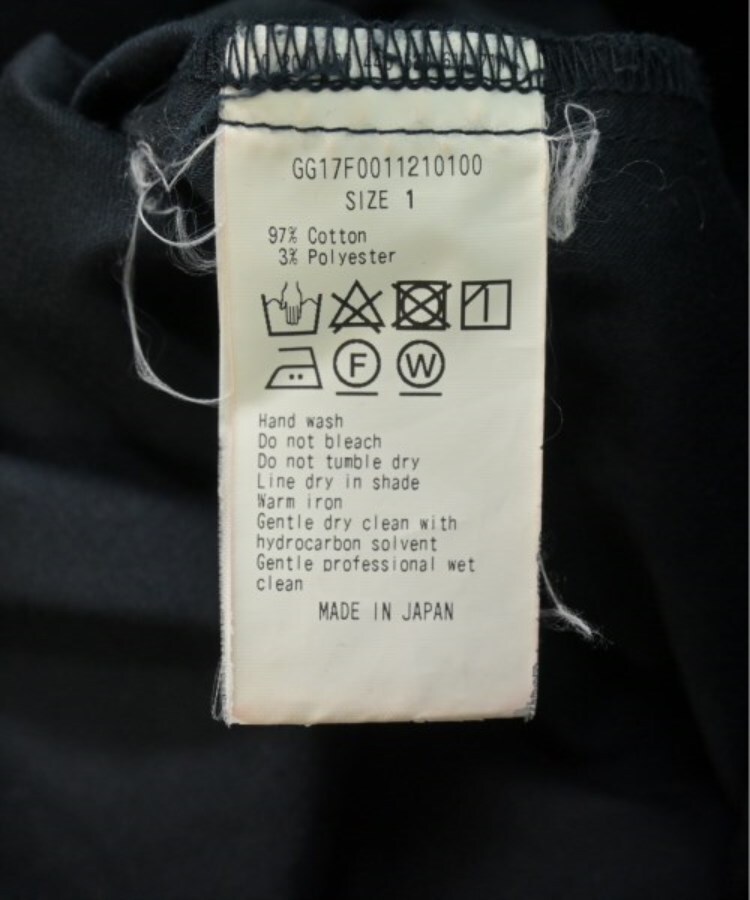 GG17F0011210100
SIZE 1
97% Cotton
3% Polyester
F W
Hand wash
Do not bleach
Do not tumble dry
Line dry in shade
Warm iron
Gentle dry clean with
hydrocarbon solvent
Gentle professional wet
clean
MADE IN JAPAN